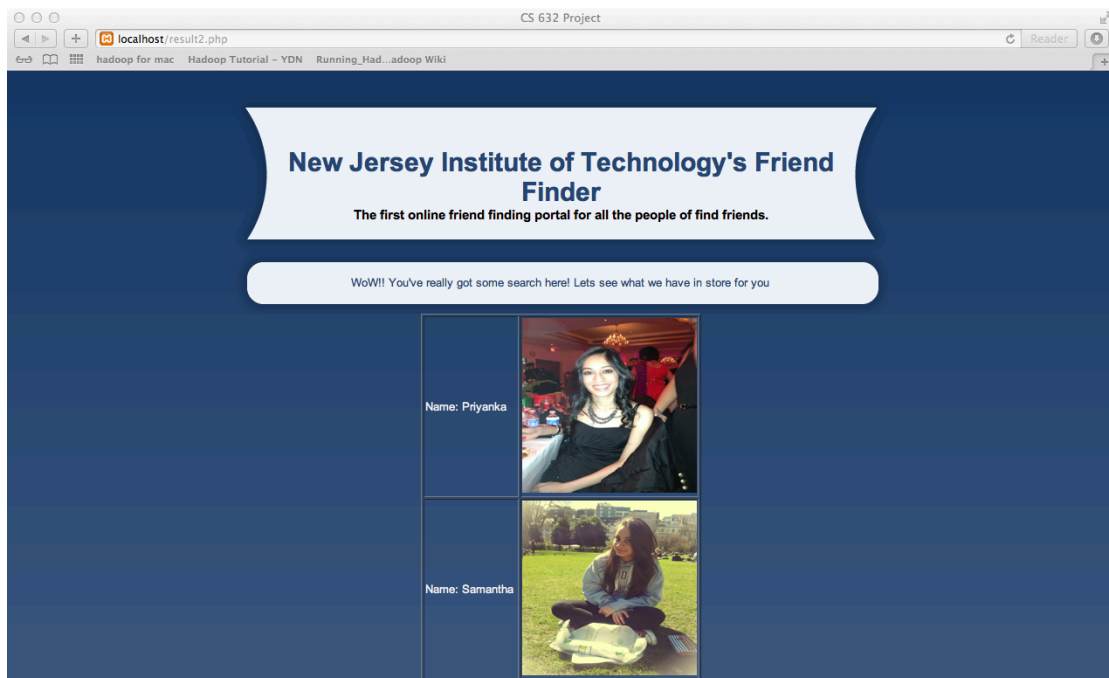 CS 632 Project
localhost/result2.php
Reader
hadoop for mac Hadoop Tutorial – YDN Running_Had...adoop Wiki
New Jersey Institute of Technology's Friend
Finder
The first online friend finding portal for all the people of find friends.
WoW!! You've really got some search here! Lets see what we have in store for you
Name: Priyanka
Name: Samantha